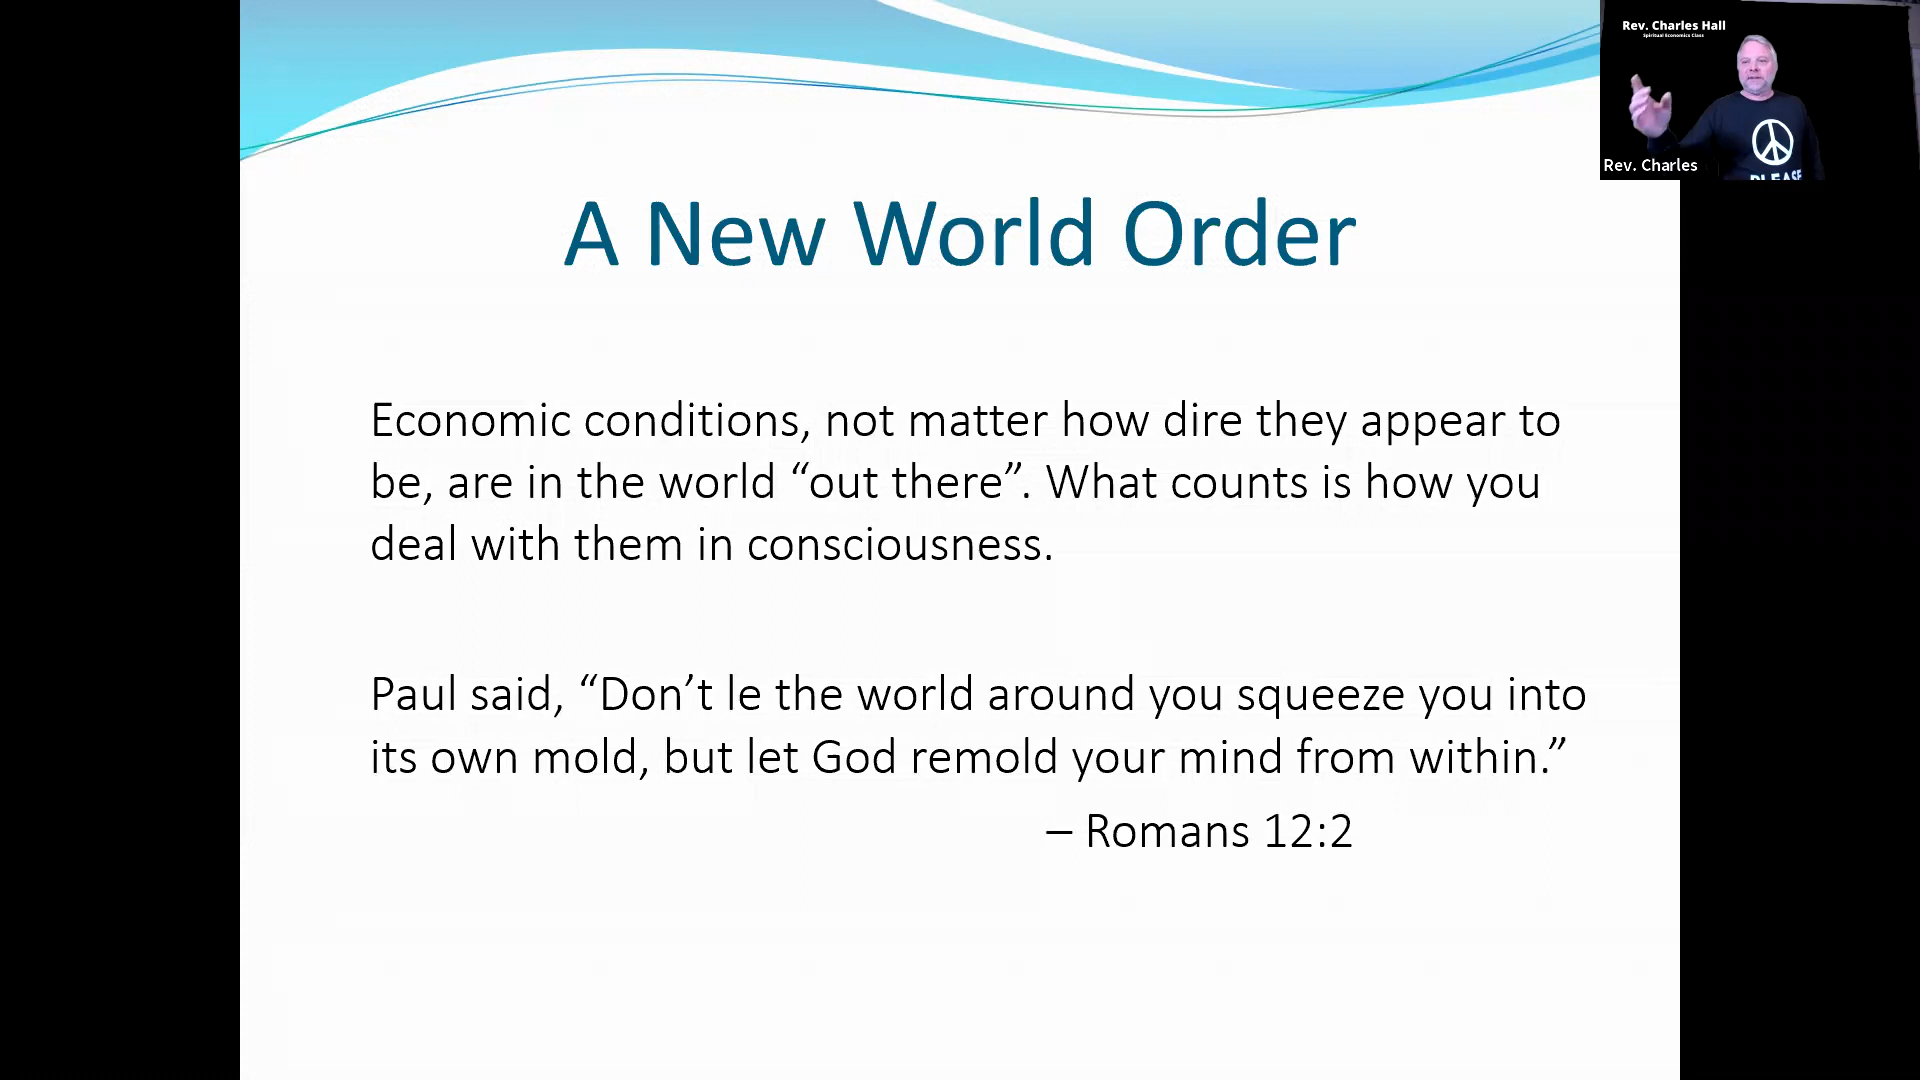 Rev. Charles Hall
Spiritual Economics Class
PLEASE
Rev. Charles
A New World Order
Economic conditions, not matter how dire they appear to
be, are in the world “out there”. What counts is how you
deal with them in consciousness.
Paul said, “Don’t le the world around you squeeze you into
its own mold, but let God remold your mind from within.”
– Romans 12:2